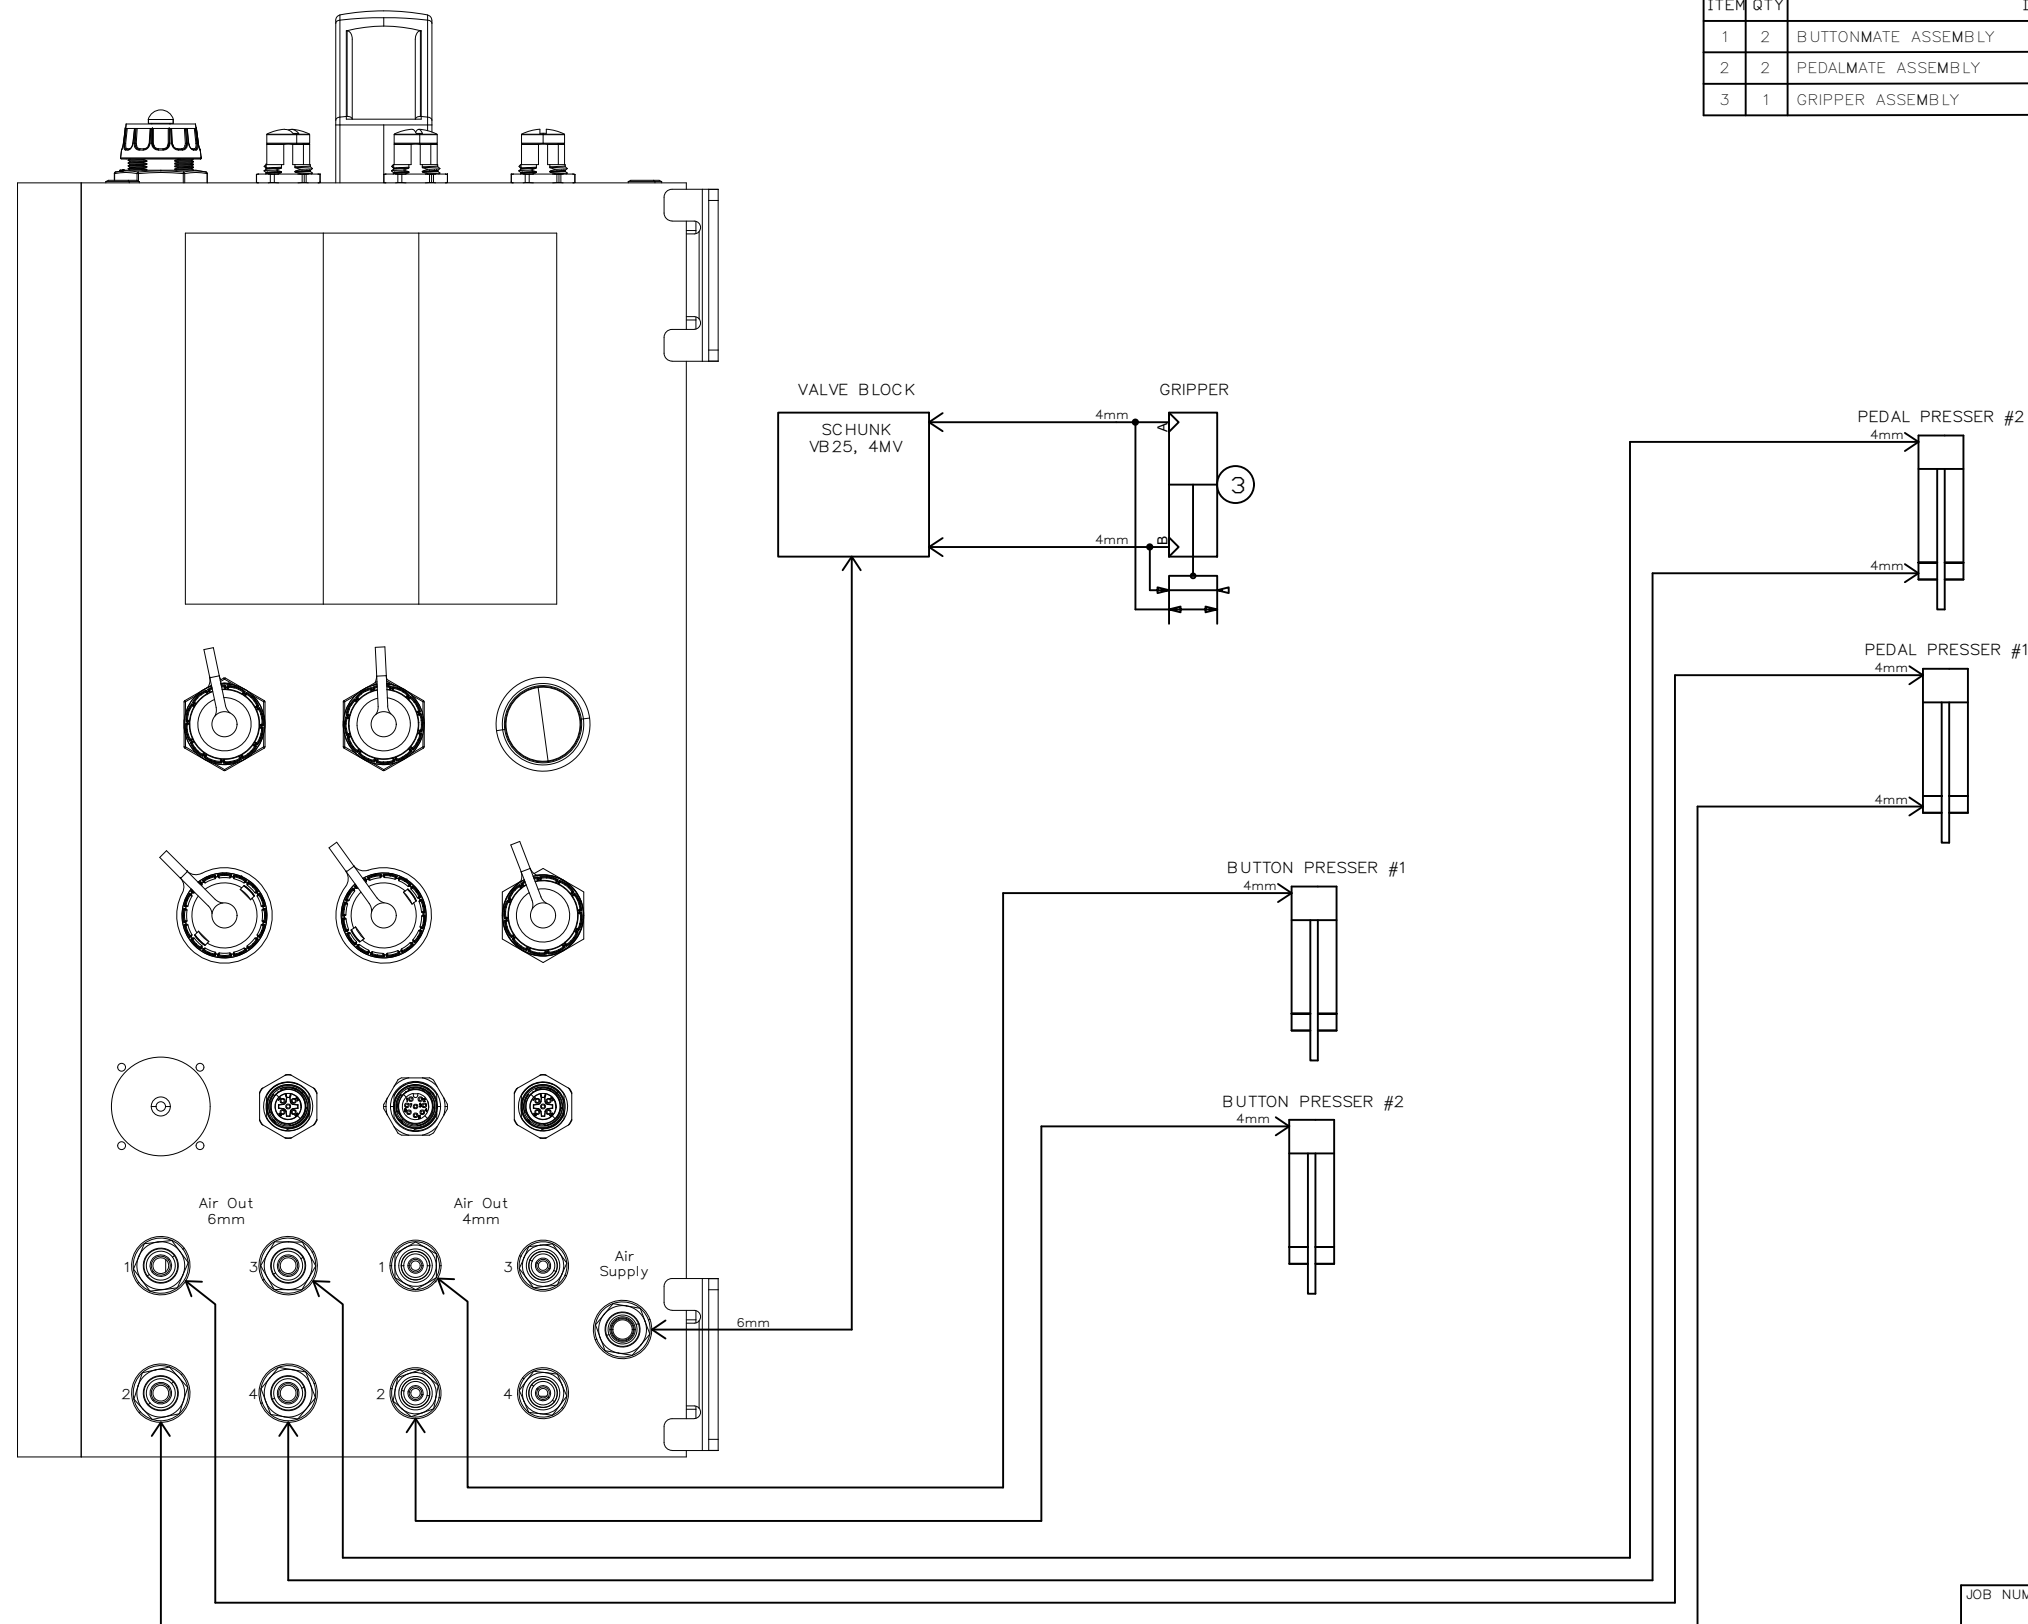 ITEM QTY
1 2 BUTTONMATE ASSEMBLY
2 2 PEDALMATE ASSEMBLY
3 1 GRIPPER ASSEMBLY
VALVE BLOCK
SCHUNK
VB25, 4MV
GRIPPER
4mm
A
3
4mm
B
PEDAL PRESSER #2
4mm
4mm
PEDAL PRESSER #1
4mm
4mm
BUTTON PRESSER #1
4mm
BUTTON PRESSER #2
4mm
Air Out
6mm
Air Out
4mm
1
3
1
3
Air
Supply
6mm
2
4
2
4
JOB NUM